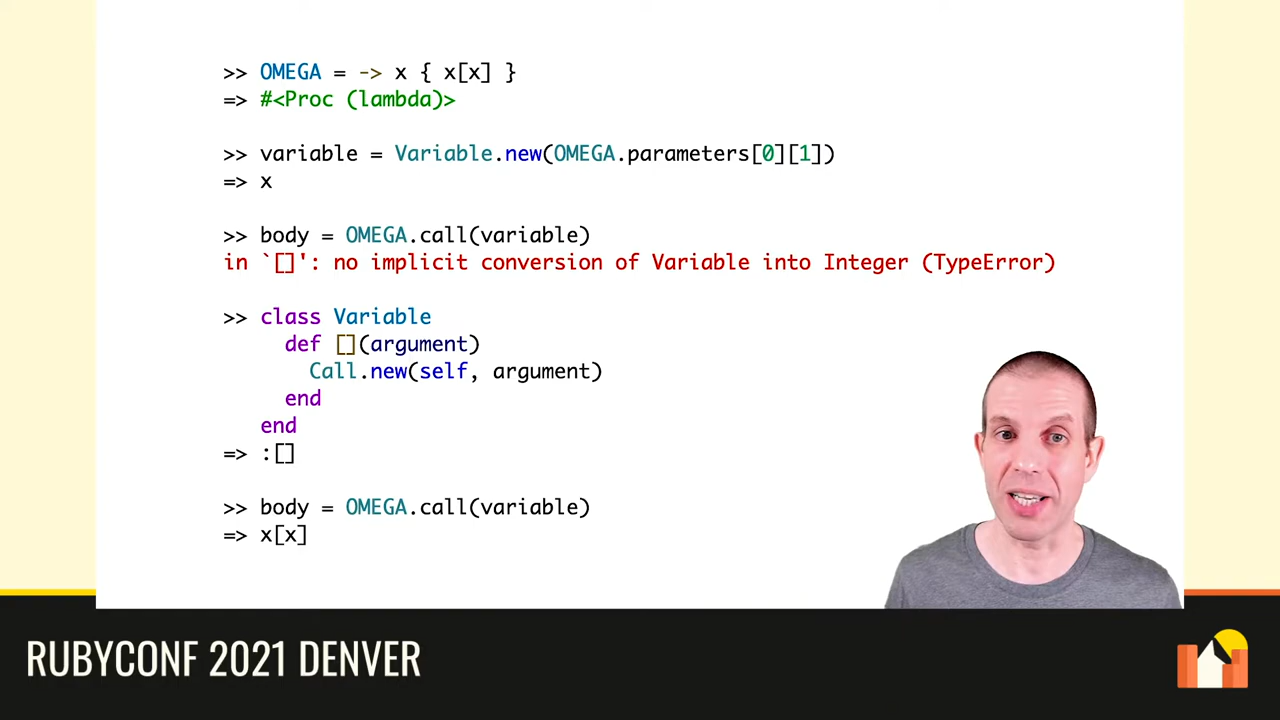 >> OMEGA = -> x { x[x] }
=> #<Proc (lambda)>
>> variable = Variable.new(OMEGA.parameters[0][1])
=> x
>> body = OMEGA.call(variable)
in `[]': no implicit conversion of Variable into Integer (TypeError)
>> class Variable
def [](argument)
Call.new(self, argument)
end
end
=> :[]
>> body = OMEGA.call(variable)
=> x[x]
RUBYCONF 2021 DENVER